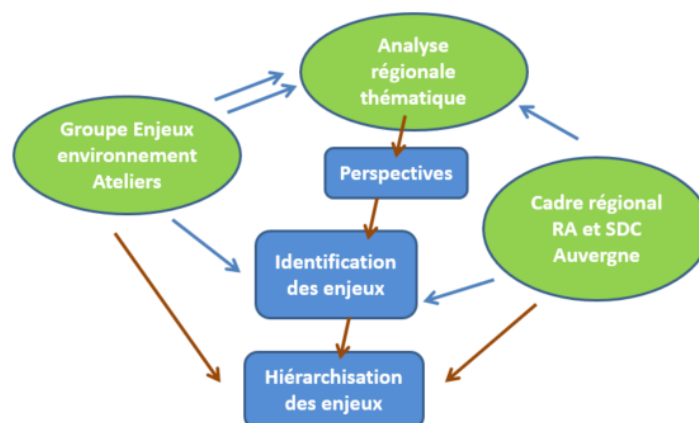 Analyse
régionale
thématique
Groupe Enjeux
environnement
Ateliers
Perspectives
Cadre régional
RA et SDC
Auvergne
Identification
des enjeux
Hiérarchisation
des enjeux